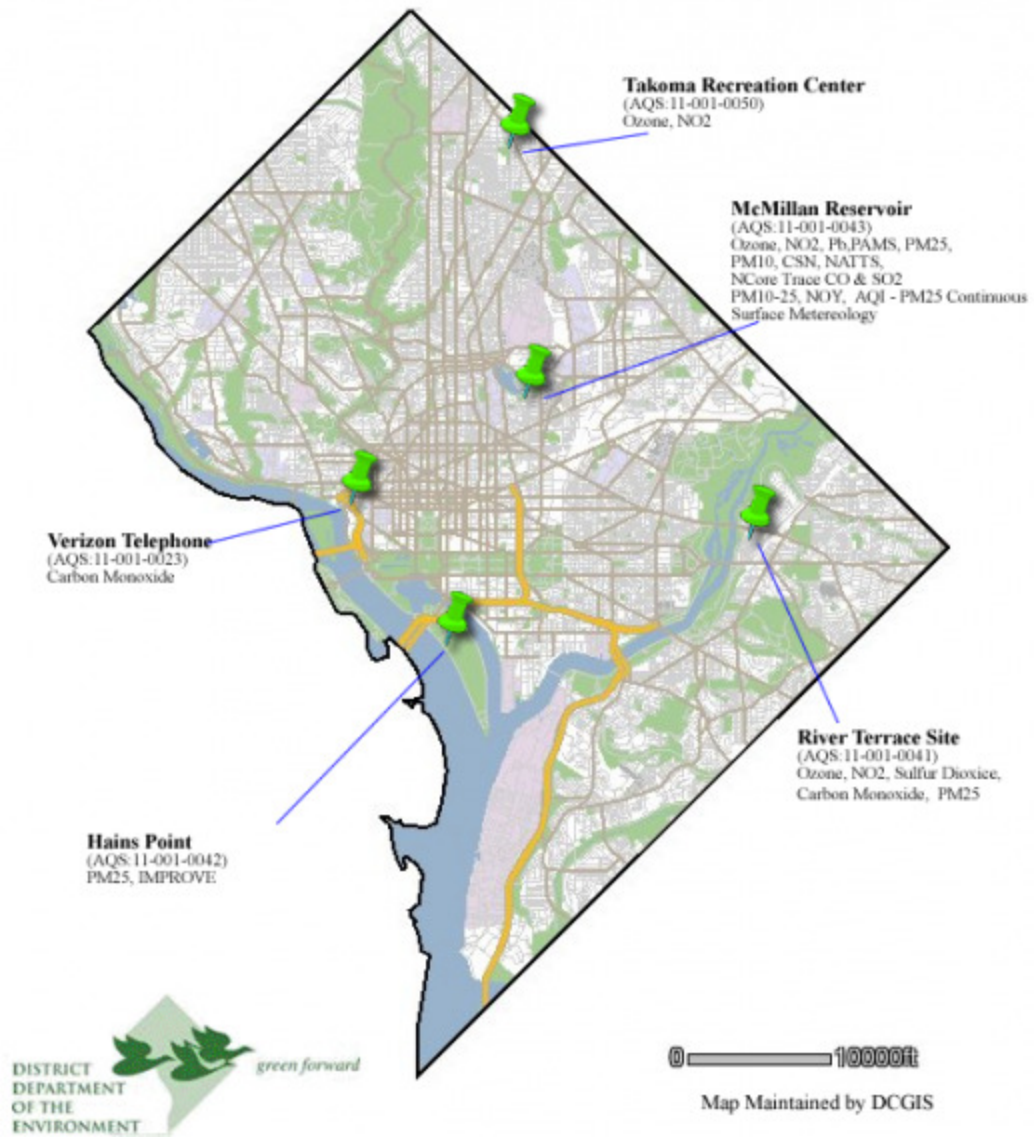 Takoma Recreation Center
(AQS:11-001-0050)
Ozone, NO2
McMillan Reservoir
(AQS:11-001-0043)
Ozone, NO2, Pb,PAMS, PM25,
PM10, CSN, NATTS,
NCore Trace CO & SO2
PM10-25, NOY, AQI - PM25 Continuous
Surface Metereology
Verizon Telephone
(AQS:11-001-0023)
Carbon Monoxide
River Terrace Site
(AQS:11-001-0041)
Ozone, NO2, Sulfur Dioxice,
Carbon Monoxide, PM25
Hains Point
(AQS:11-001-0042)
PM25, IMPROVE
green forward
DISTRICT
DEPARTMENT
OF THE
ENVIRONMENT
0 10000ft
Map Maintained by DCGIS